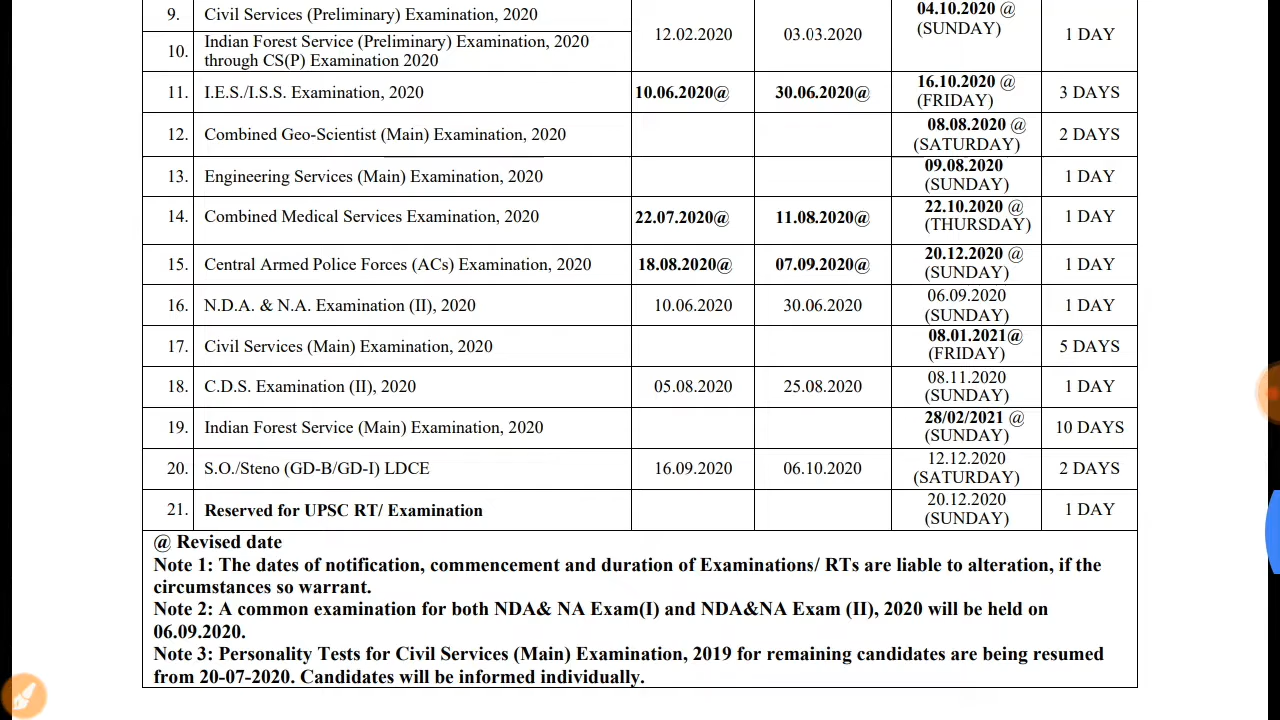 9. Civil Services (Preliminary) Examination, 2020 12.02.2020 03.03.2020 04.10.2020 @ 1 DAY
(SUNDAY)
10. Indian Forest Service (Preliminary) Examination, 2020
through CS(P) Examination 2020
11. I.E.S./I.S.S. Examination, 2020 10.06.2020@ 30.06.2020@ 16.10.2020 @ 3 DAYS
(FRIDAY)
12. Combined Geo-Scientist (Main) Examination, 2020 08.08.2020 @ 2 DAYS
(SATURDAY)
13. Engineering Services (Main) Examination, 2020 09.08.2020 1 DAY
(SUNDAY)
14. Combined Medical Services Examination, 2020 22.07.2020@ 11.08.2020@ 22.10.2020 @ 1 DAY
(THURSDAY)
15. Central Armed Police Forces (ACs) Examination, 2020 18.08.2020@ 07.09.2020@ 20.12.2020 @ 1 DAY
(SUNDAY)
16. N.D.A. & N.A. Examination (II), 2020 10.06.2020 30.06.2020 06.09.2020 1 DAY
(SUNDAY)
17. Civil Services (Main) Examination, 2020 08.01.2021@ 5 DAYS
(FRIDAY)
18. C.D.S. Examination (II), 2020 05.08.2020 25.08.2020 08.11.2020 1 DAY
(SUNDAY)
19. Indian Forest Service (Main) Examination, 2020 28/02/2021 @ 10 DAYS
(SUNDAY)
20. S.O./Steno (GD-B/GD-I) LDCE 16.09.2020 06.10.2020 12.12.2020 2 DAYS
(SATURDAY)
21. Reserved for UPSC RT/ Examination 20.12.2020 1 DAY
(SUNDAY)
@ Revised date
Note 1: The dates of notification, commencement and duration of Examinations/ RTs are liable to alteration, if the
circumstances so warrant.
Note 2: A common examination for both NDA& NA Exam(I) and NDA&NA Exam (II), 2020 will be held on
06.09.2020.
Note 3: Personality Tests for Civil Services (Main) Examination, 2019 for remaining candidates are being resumed
from 20-07-2020. Candidates will be informed individually.